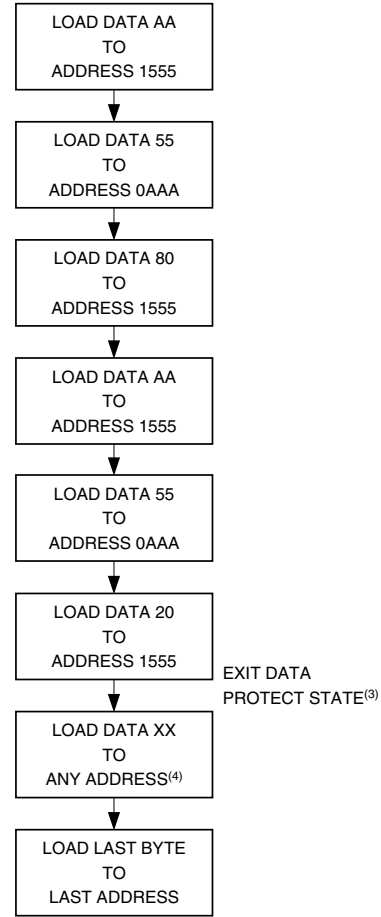 LOAD DATA AA
TO
ADDRESS 1555
LOAD DATA 55
TO
ADDRESS 0AAA
LOAD DATA 80
TO
ADDRESS 1555
LOAD DATA AA
TO
ADDRESS 1555
LOAD DATA 55
TO
ADDRESS 0AAA
LOAD DATA 20
TO
ADDRESS 1555
EXIT DATA
PROTECT STATE(3)
LOAD DATA XX
TO
ANY ADDRESS(4)
LOAD LAST BYTE
TO
LAST ADDRESS